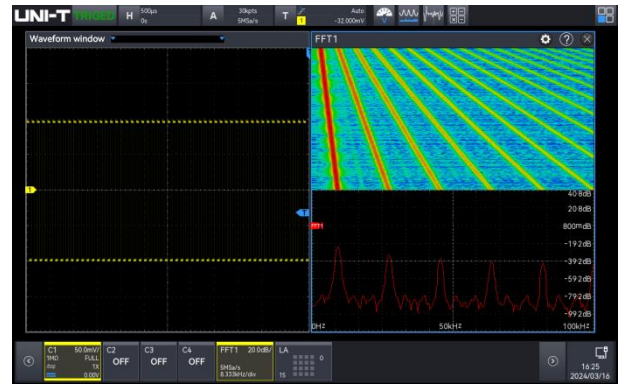 UNI-T TRIGED H 500μs 0s A 30kpts 5MSa/s T 1 Auto -32.000mV
Waveform window
FFT1
1
T
40.8dB
20.8dB
FFT1
800mdB
-19.2dB
-39.2dB
-59.2dB
-79.2dB
-99.2dB
0Hz 50kHz 100kHz
C1 50.0mV/ C2 C3 C4 FFT1 20.0dB/ LA
1MΩ FULL OFF OFF OFF 0
1X 5MSa/s
0.00V 8.333kHz/div 15
16:25
2024/03/16